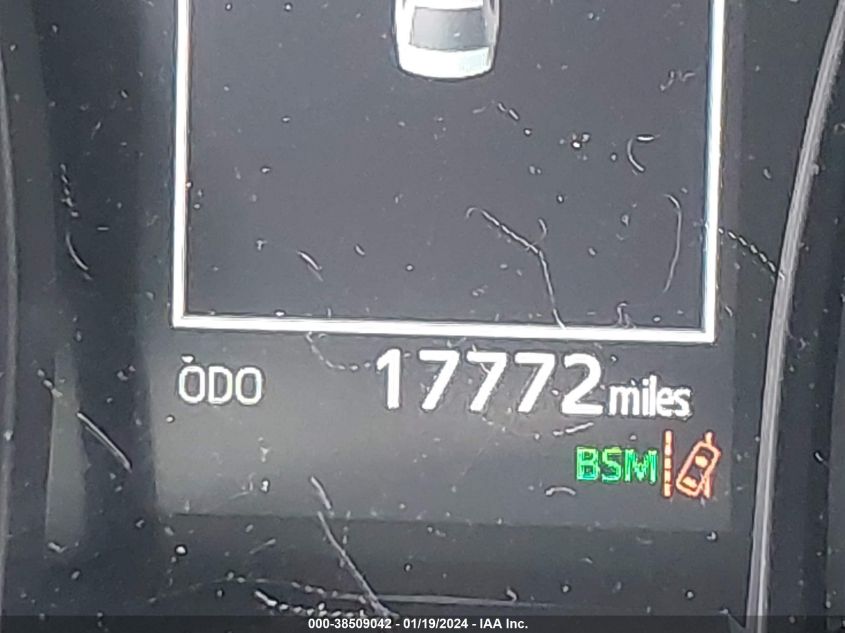 ODO 17772 miles
BSM
000-38509042 - 01/19/2024 - IAA Inc.